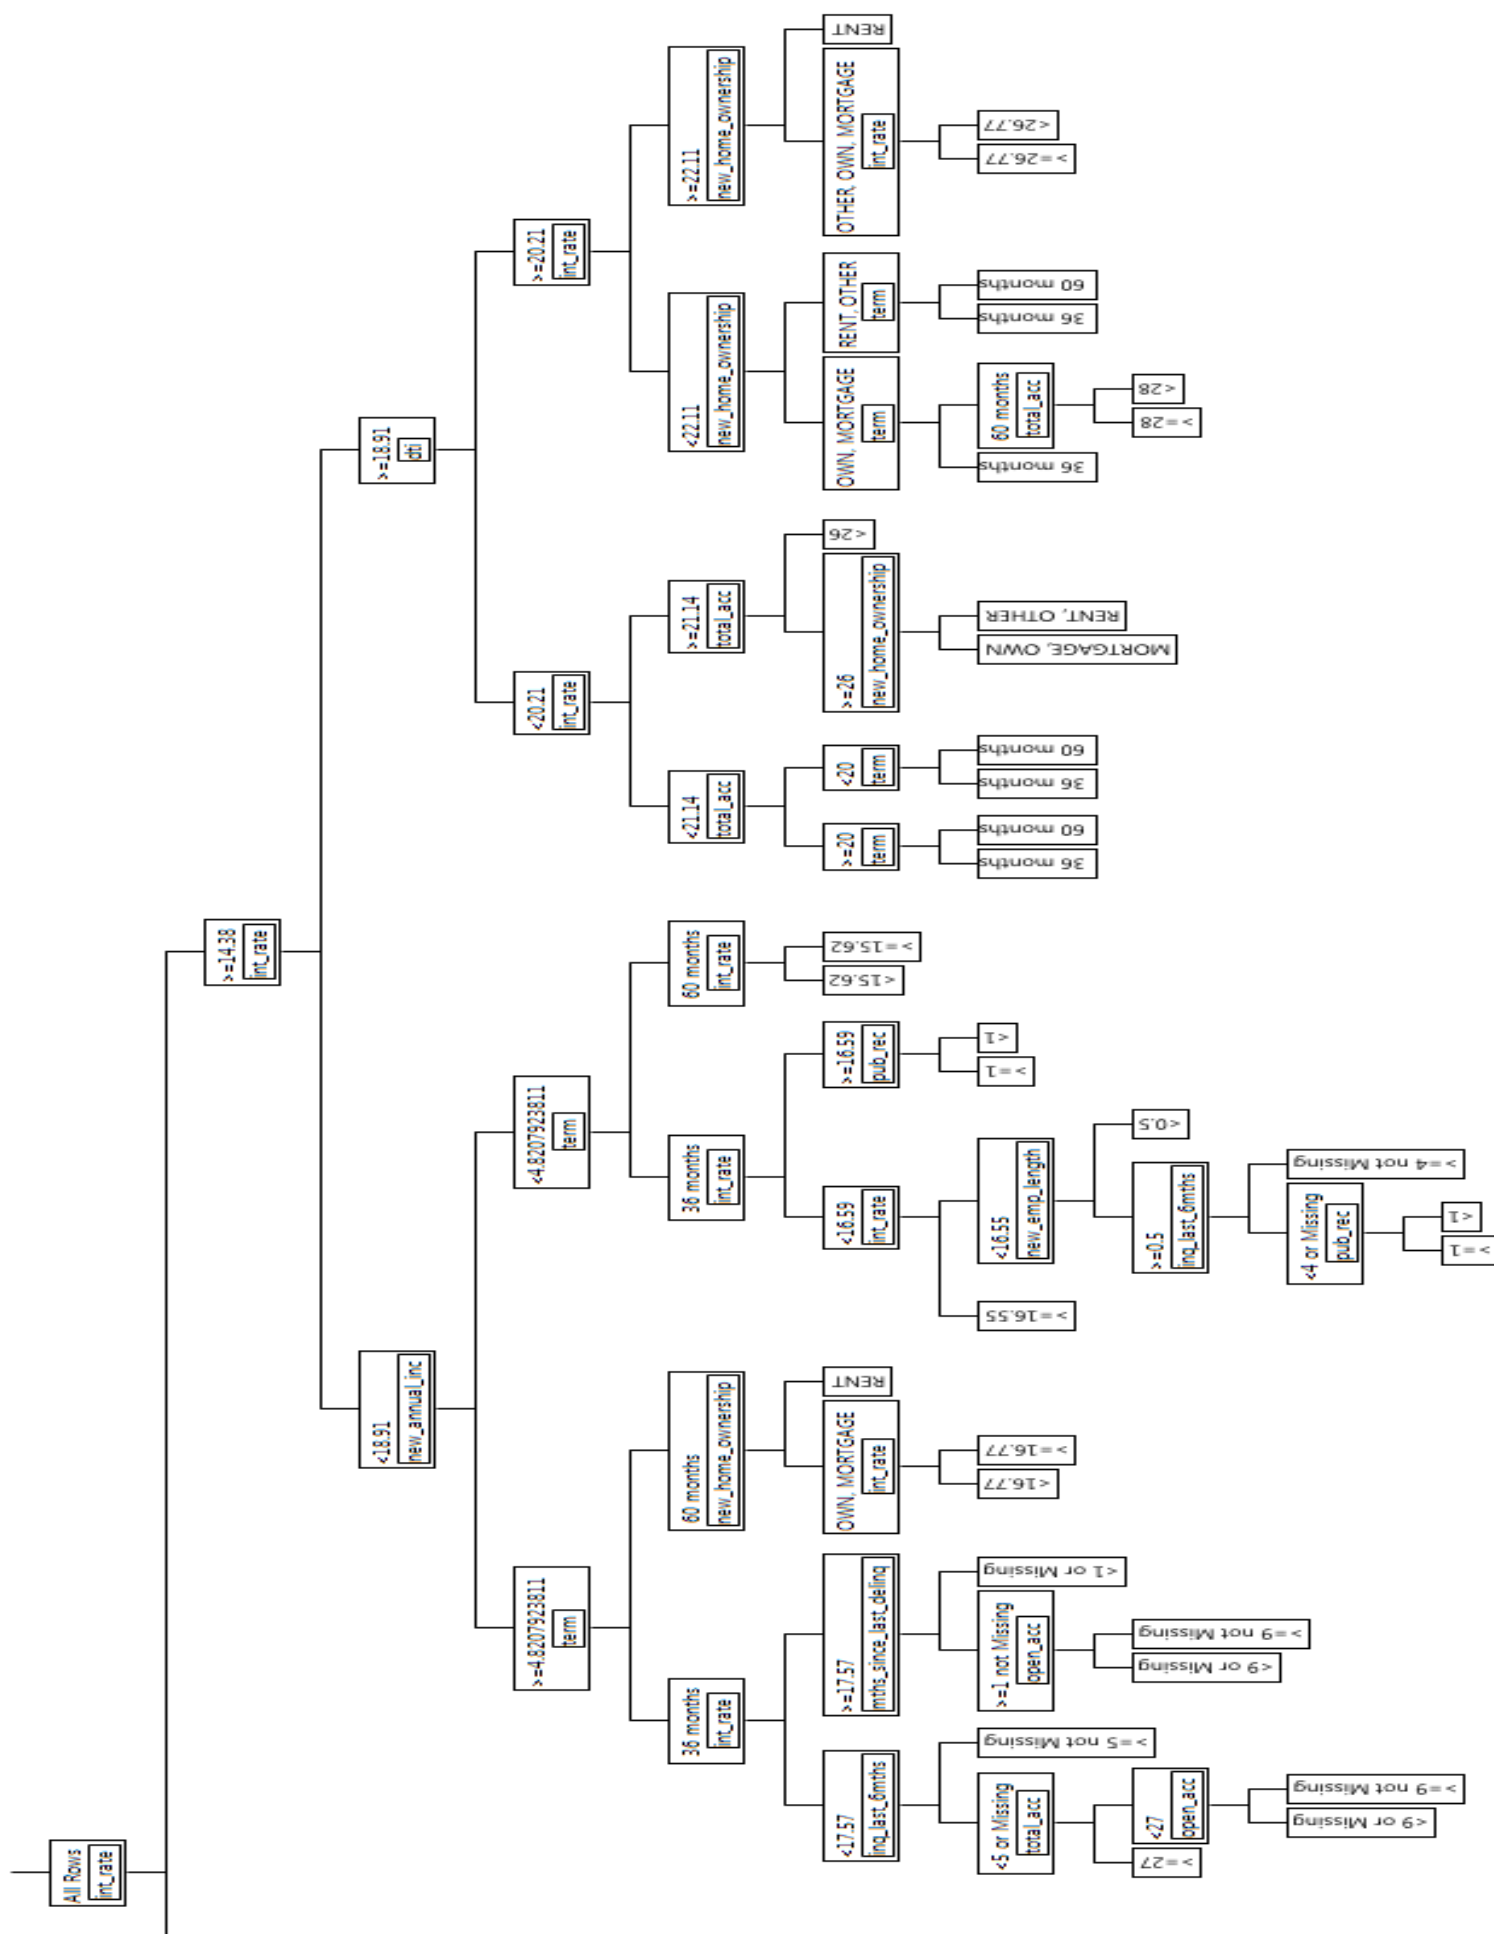 All Rows
int_rate
>=14.38
int_rate
<18.91
new_annual_inc
>=18.91
dti
>=4.8207923811
term
<4.8207923811
term
<20.21
int_rate
>=20.21
int_rate
36 months
int_rate
60 months
new_home_ownership
36 months
int_rate
60 months
int_rate
<21.14
total_acc
>=21.14
total_acc
<22.11
new_home_ownership
>=22.11
new_home_ownership
<17.57
inq_last_6mths
>=17.57
mths_since_last_delinq
OWN, MORTGAGE
int_rate
RENT
<16.59
int_rate
>=16.59
pub_rec
<15.62
>=15.62
>=20
term
<20
term
>=26
new_home_ownership
<26
OWN, MORTGAGE
term
RENT, OTHER
term
OTHER, OWN, MORTGAGE
int_rate
RENT
<5 or Missing
total_acc
>=5 not Missing
>=1 not Missing
open_acc
<1 or Missing
<16.77
>=16.77
>=16.55
<16.55
new_emp_length
>=1
<1
36 months
60 months
36 months
60 months
MORTGAGE, OWN
RENT, OTHER
36 months
60 months
total_acc
36 months
60 months
>=26.77
<26.77
>=27
<27
open_acc
<9 or Missing
>=9 not Missing
>=0.5
inq_last_6mths
<0.5
>=28
<28
<9 or Missing
>=9 not Missing
<4 or Missing
pub_rec
>=4 not Missing
>=1
<1